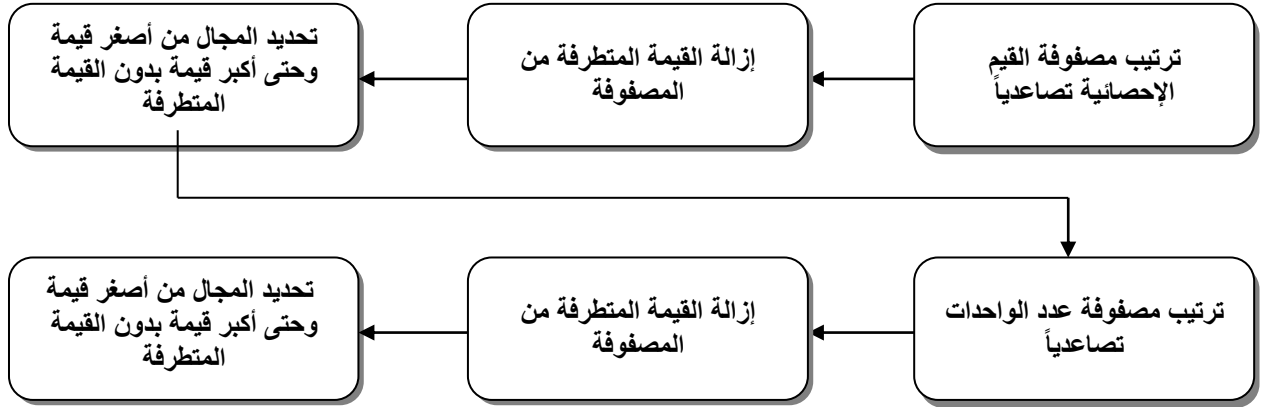 ترتيب مصفوفة القيم
الإحصائية تصاعدياً
إزالة القيمة المتطرفة من
المصفوفة
تحديد المجال من أصغر قيمة
وحتى أكبر قيمة بدون القيمة
المتطرفة
ترتيب مصفوفة عدد الواحدات
تصاعدياً
إزالة القيمة المتطرفة من
المصفوفة
تحديد المجال من أصغر قيمة
وحتى أكبر قيمة بدون القيمة
المتطرفة